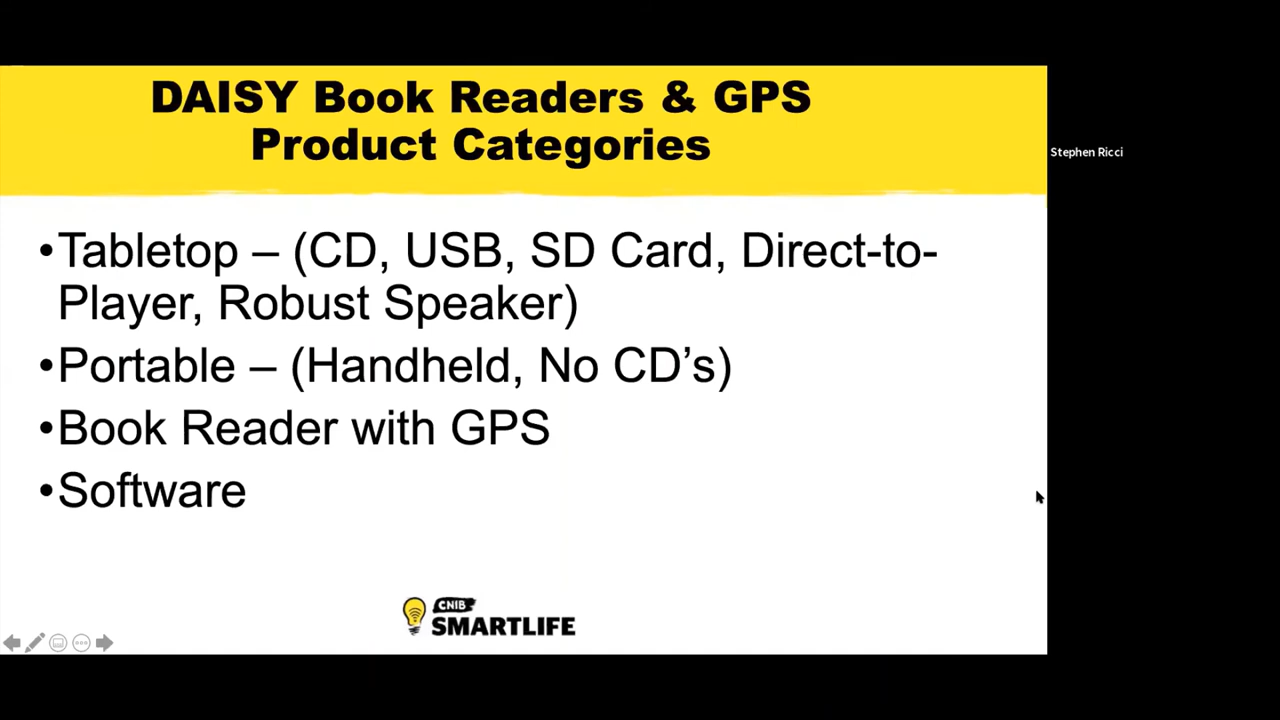 DAISY Book Readers & GPS
Product Categories
Stephen Ricci
•Tabletop – (CD, USB, SD Card, Direct-to-
Player, Robust Speaker)
•Portable – (Handheld, No CD’s)
•Book Reader with GPS
•Software
CNIB
SMARTLIFE